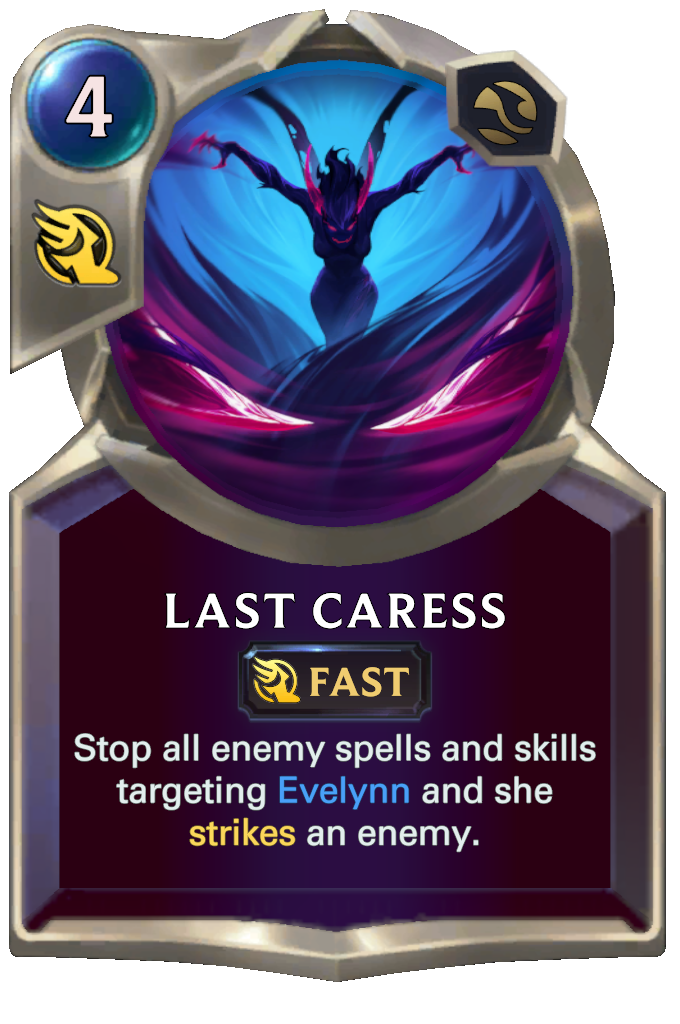 4
LAST CARESS
FAST
Stop all enemy spells and skills
targeting Evelynn and she
strikes an enemy.